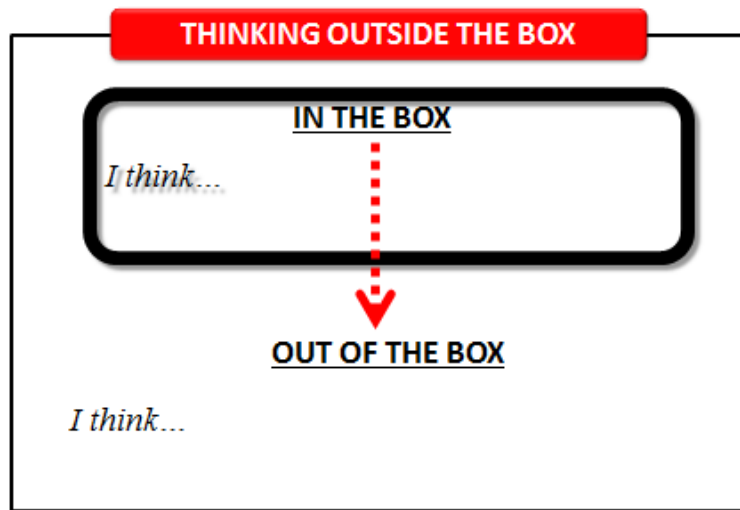 THINKING OUTSIDE THE BOX
IN THE BOX
I think...
OUT OF THE BOX
I think...